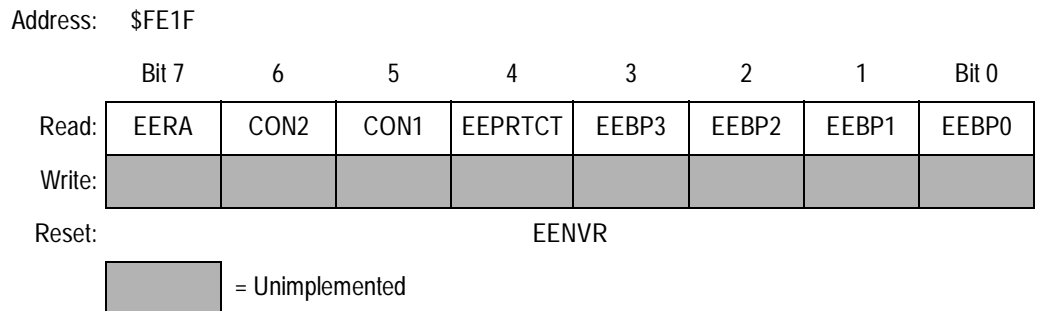 Address: $FE1F
Bit 7 6 5 4 3 2 1 Bit 0
Read: EERA CON2 CON1 EEPRTCT EEBP3 EEBP2 EEBP1 EEBP0
Write:
Reset: EENVR
= Unimplemented